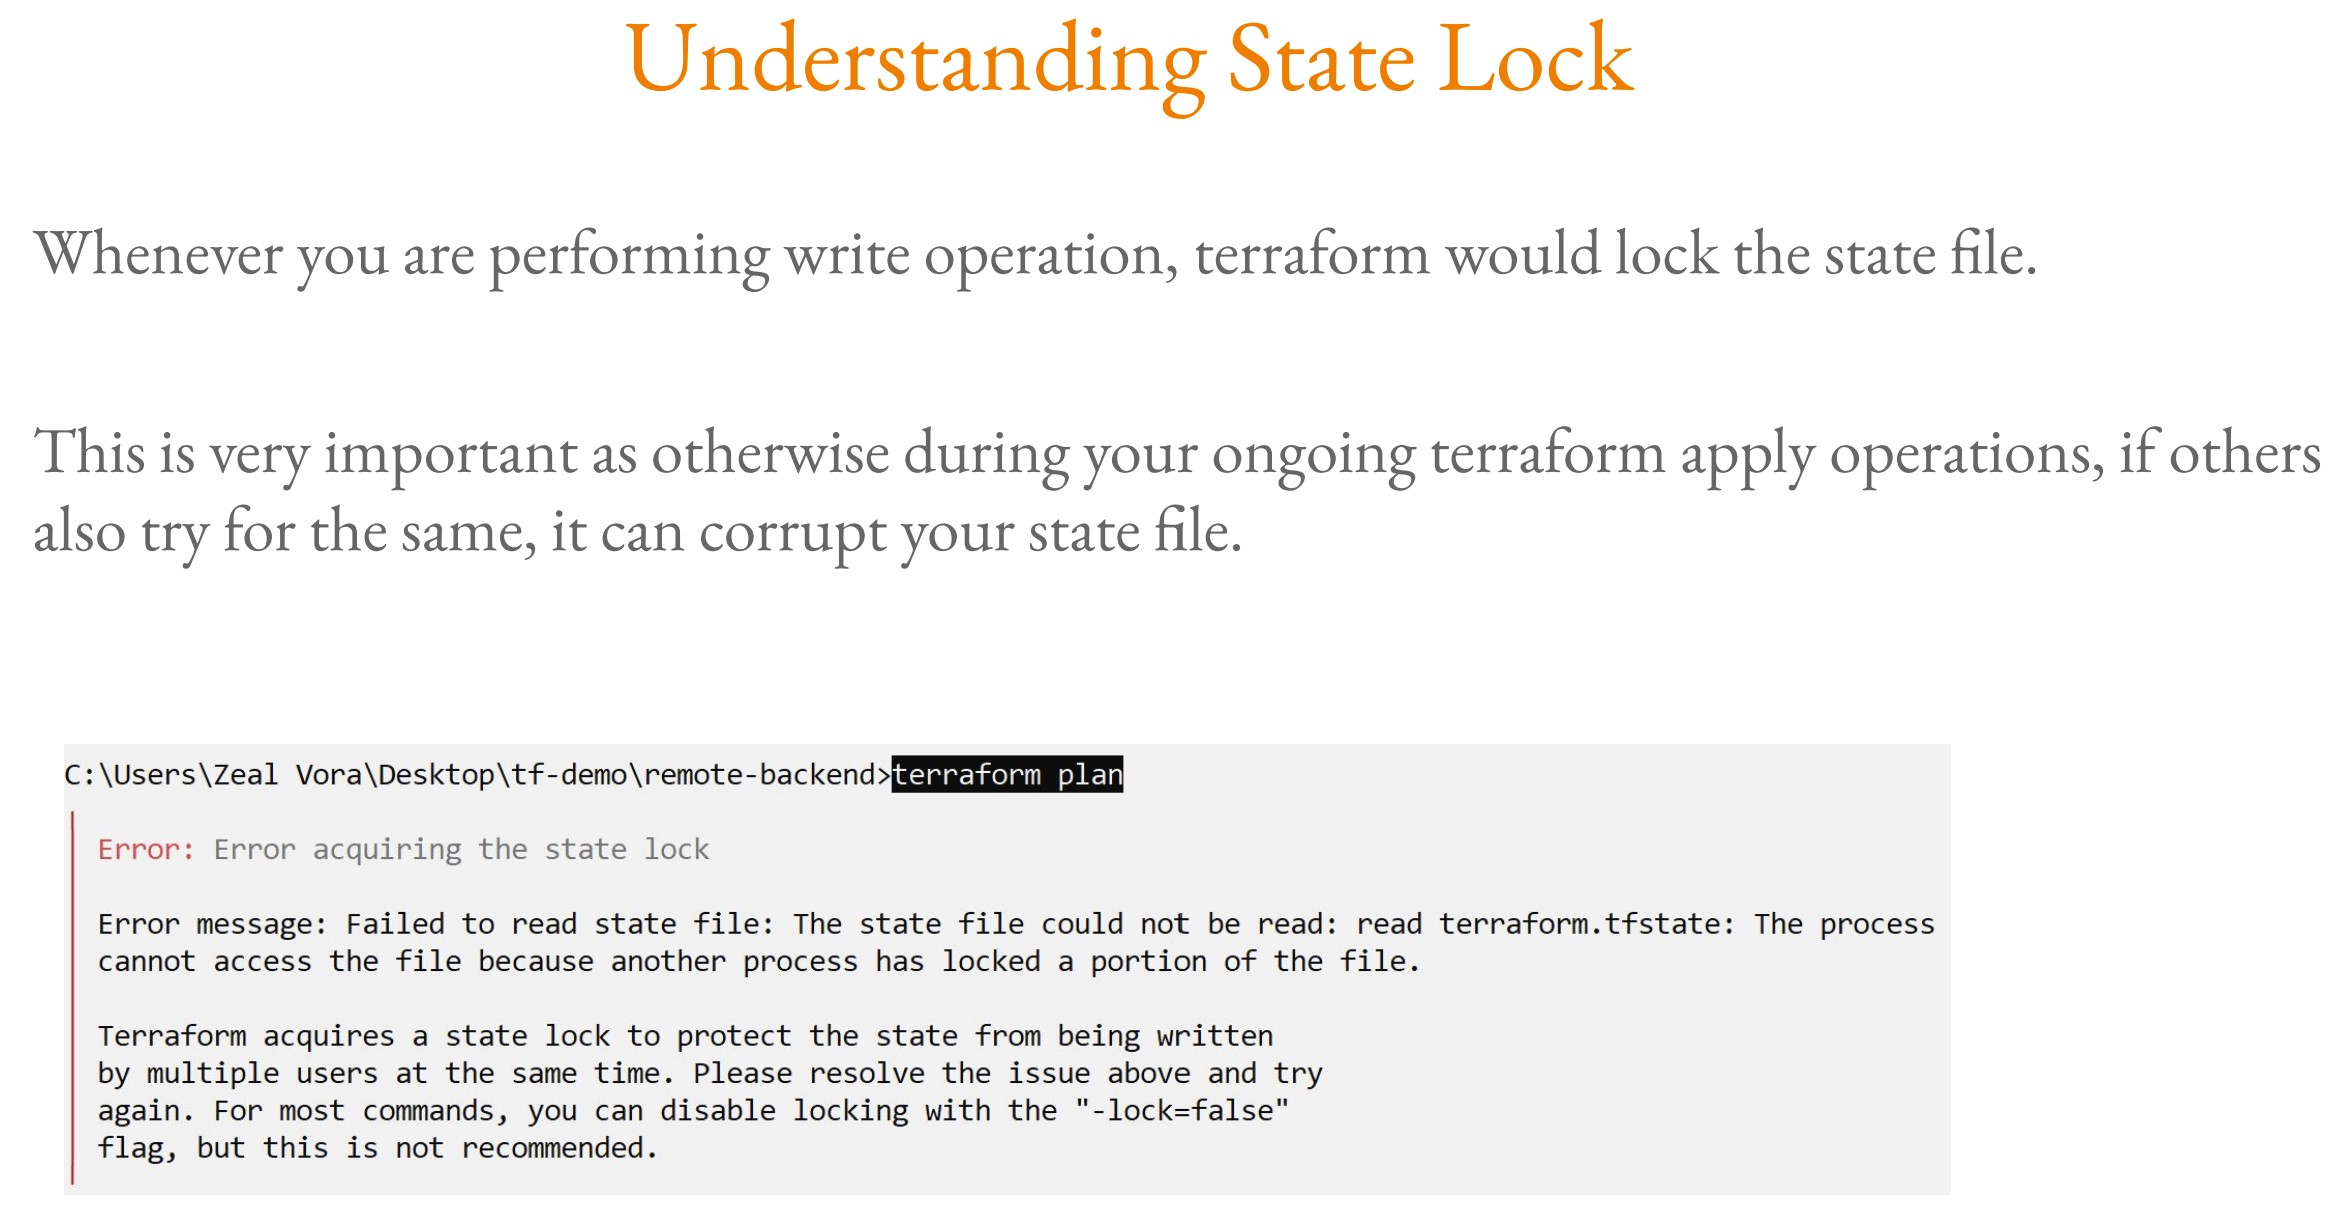 Understanding State Lock
Whenever you are performing write operation, terraform would lock the state file.
This is very important as otherwise during your ongoing terraform apply operations, if others
also try for the same, it can corrupt your state file.
C:\Users\Zeal Vora\Desktop\tf-demo\remote-backend>terraform plan
Error: Error acquiring the state lock
Error message: Failed to read state file: The state file could not be read: read terraform.tfstate: The process
cannot access the file because another process has locked a portion of the file.
Terraform acquires a state lock to protect the state from being written
by multiple users at the same time. Please resolve the issue above and try
again. For most commands, you can disable locking with the "-lock=false"
flag, but this is not recommended.